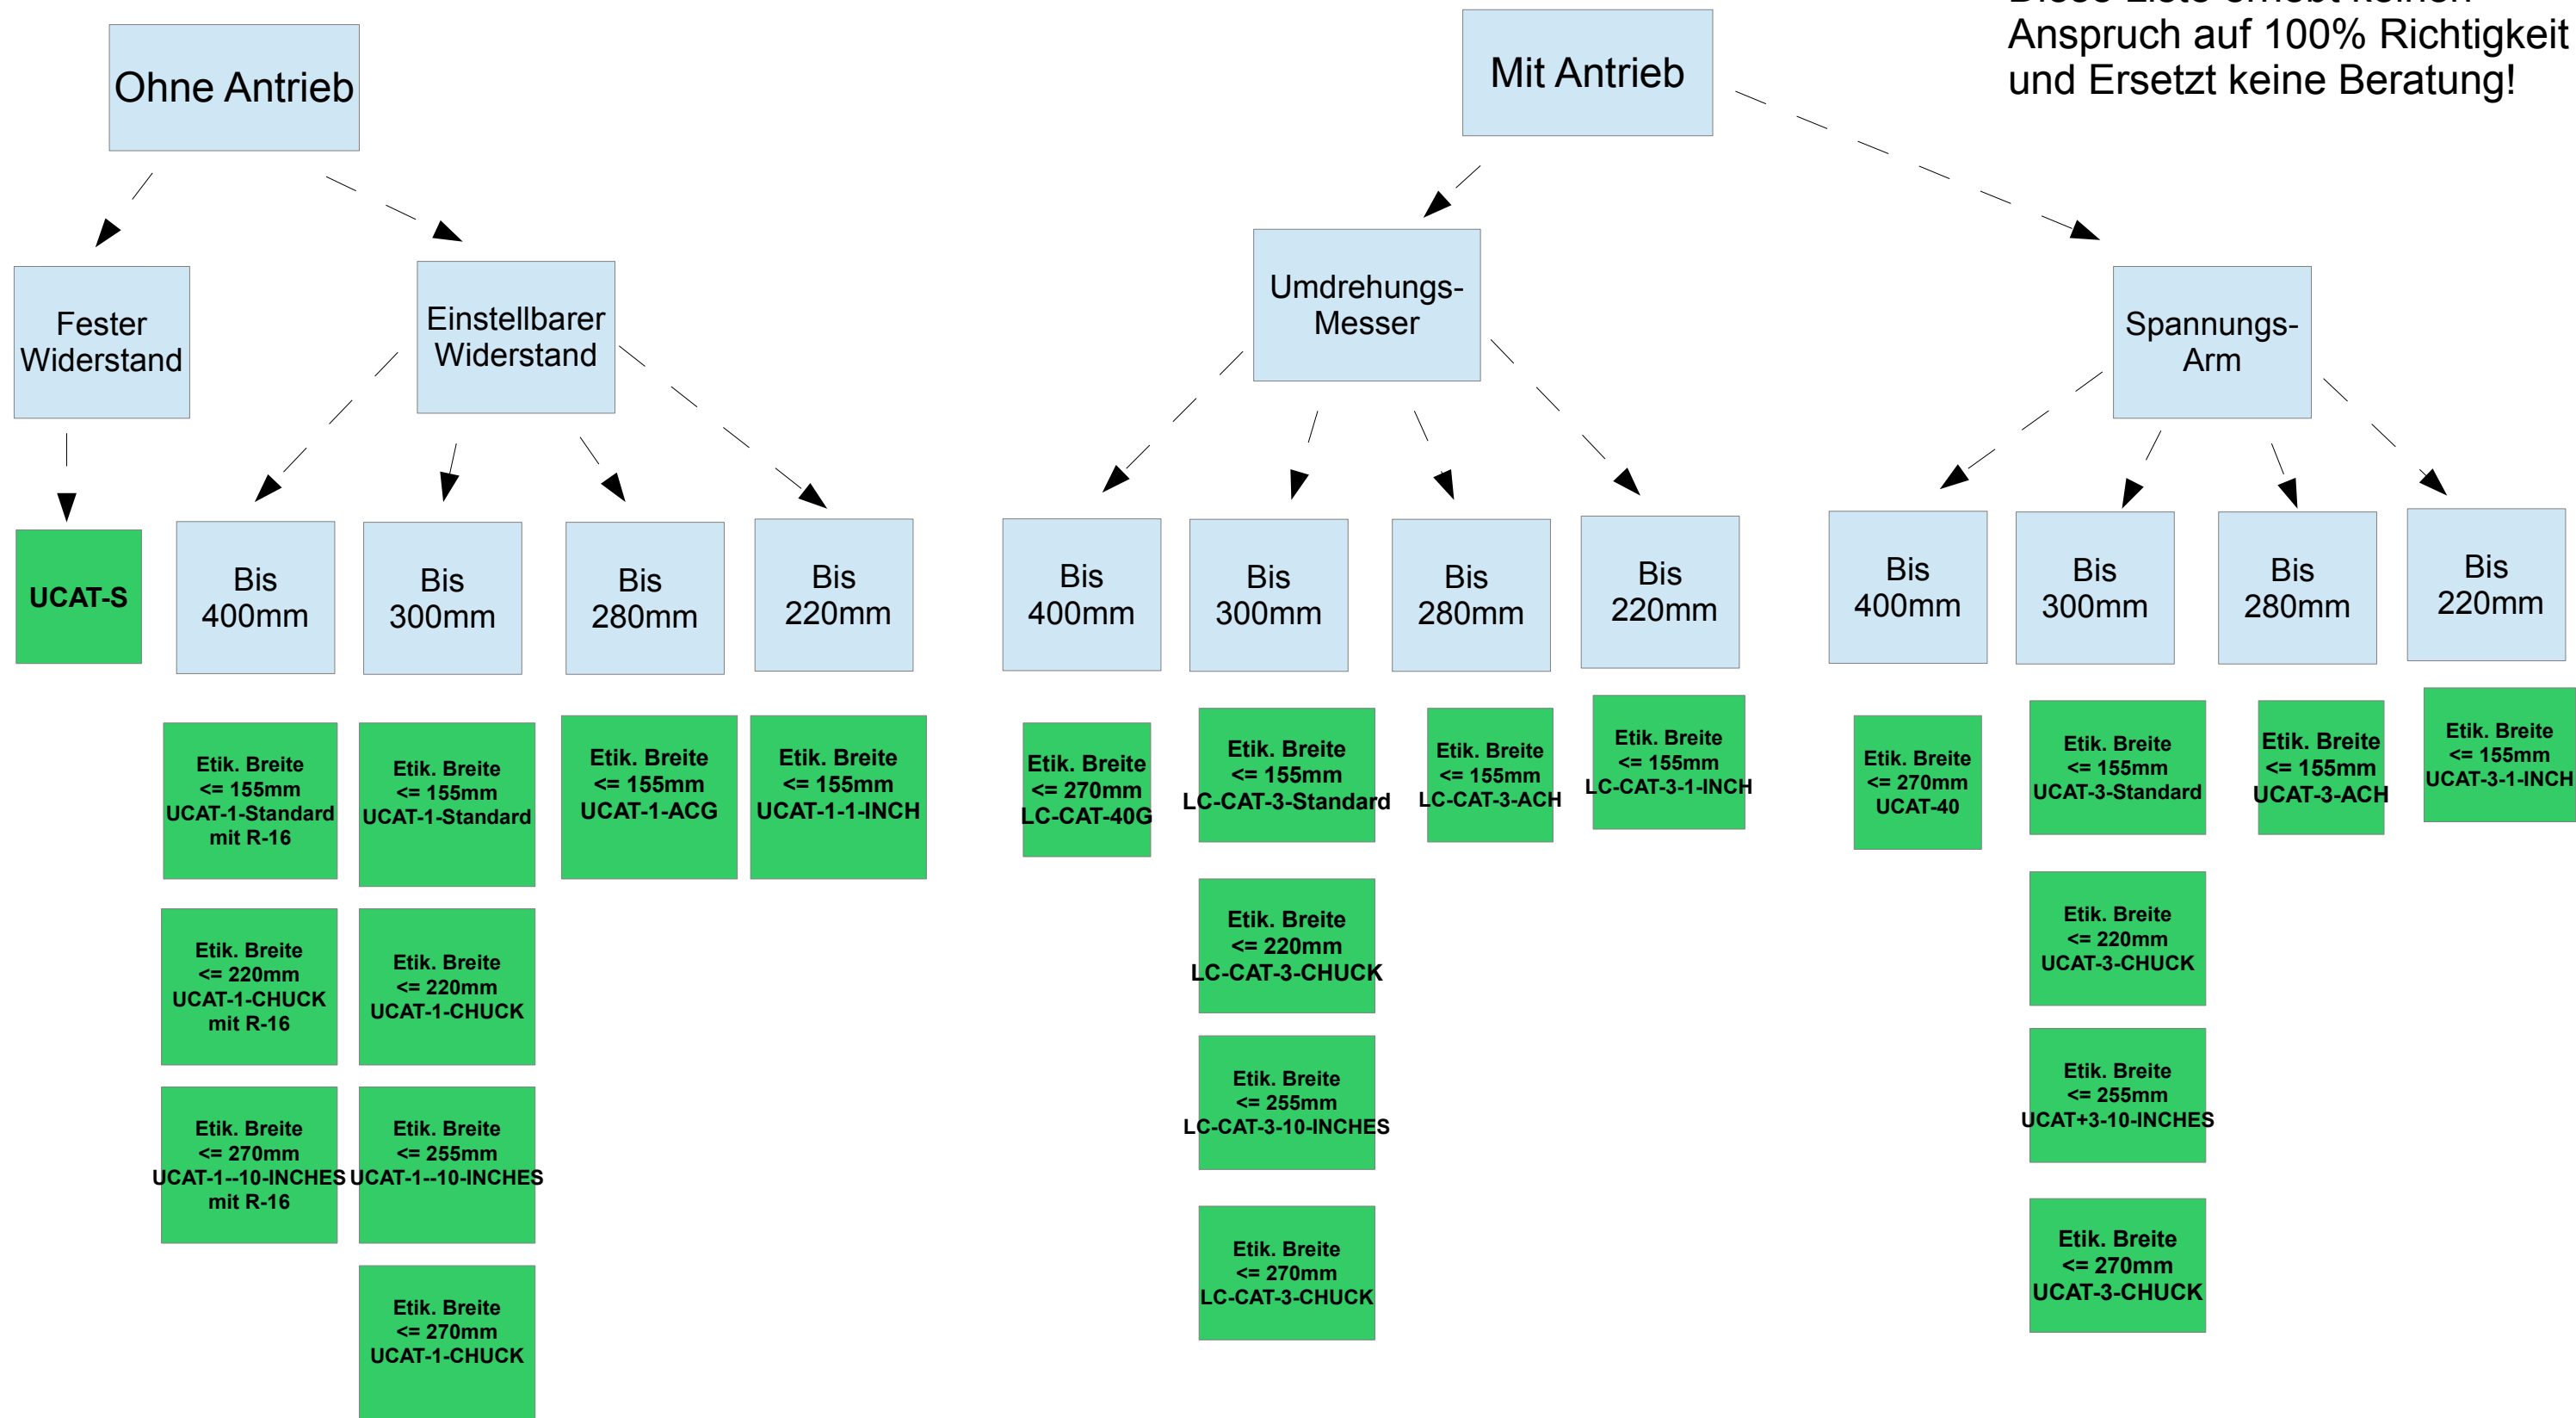 Diese Liste erhebt keinen
Anspruch auf 100% Richtigkeit
und Ersetzt keine Beratung!
Ohne Antrieb
Mit Antrieb
Fester
Widerstand
Einstellbarer
Widerstand
Umdrehungs-
Messer
Spannungs-
Arm
UCAT-S
Bis
400mm
Bis
300mm
Bis
280mm
Bis
220mm
Bis
400mm
Bis
300mm
Bis
280mm
Bis
220mm
Bis
400mm
Bis
300mm
Bis
280mm
Bis
220mm
Etik. Breite
<= 155mm
UCAT-1-Standard
mit R-16
Etik. Breite
<= 155mm
UCAT-1-Standard
Etik. Breite
<= 155mm
UCAT-1-ACG
Etik. Breite
<= 155mm
UCAT-1-1-INCH
Etik. Breite
<= 270mm
LC-CAT-40G
Etik. Breite
<= 155mm
LC-CAT-3-Standard
Etik. Breite
<= 155mm
LC-CAT-3-ACH
Etik. Breite
<= 155mm
LC-CAT-3-1-INCH
Etik. Breite
<= 270mm
UCAT-40
Etik. Breite
<= 155mm
UCAT-3-Standard
Etik. Breite
<= 155mm
UCAT-3-ACH
Etik. Breite
<= 155mm
UCAT-3-1-INCH
Etik. Breite
<= 220mm
UCAT-1-CHUCK
mit R-16
Etik. Breite
<= 220mm
UCAT-1-CHUCK
Etik. Breite
<= 220mm
LC-CAT-3-CHUCK
Etik. Breite
<= 220mm
UCAT-3-CHUCK
Etik. Breite
<= 270mm
UCAT-1--10-INCHES
mit R-16
Etik. Breite
<= 255mm
UCAT-1--10-INCHES
Etik. Breite
<= 255mm
LC-CAT-3-10-INCHES
Etik. Breite
<= 255mm
UCAT+3-10-INCHES
Etik. Breite
<= 270mm
UCAT-1-CHUCK
Etik. Breite
<= 270mm
LC-CAT-3-CHUCK
Etik. Breite
<= 270mm
UCAT-3-CHUCK